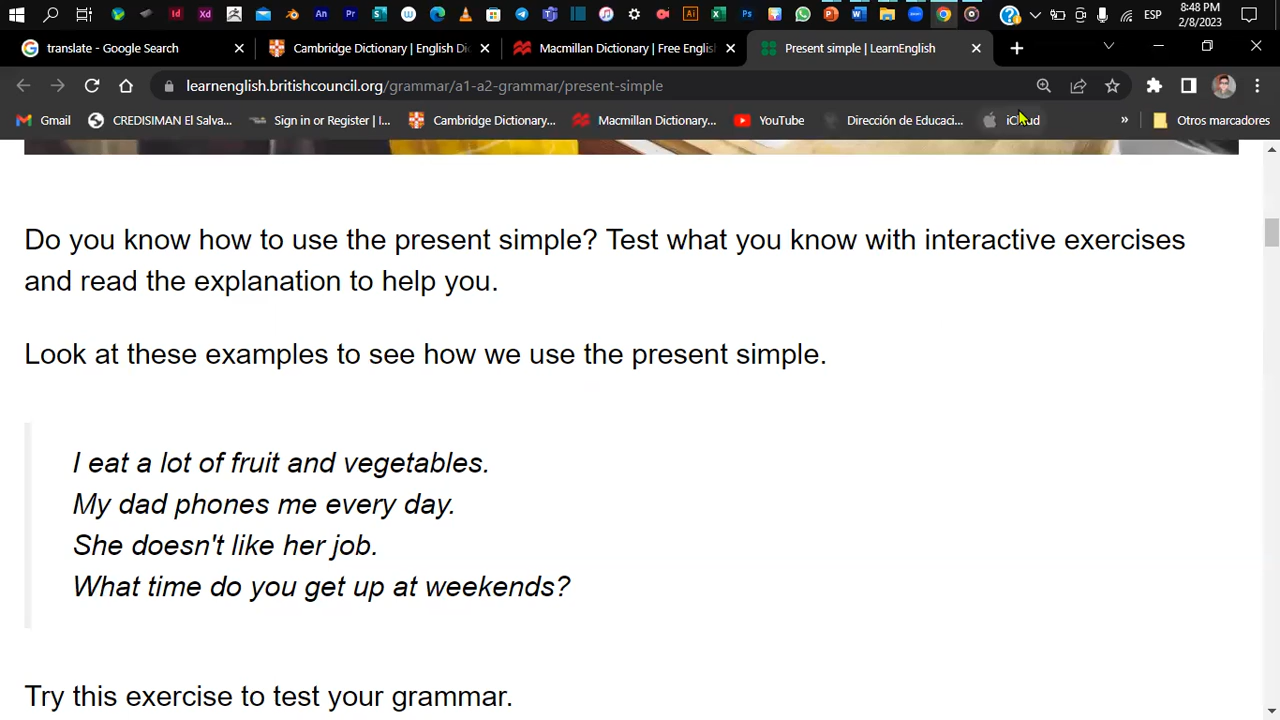 8:48 PM
ESP
2/8/2023
translate - Google Search
Cambridge Dictionary | English Di
Macmillan Dictionary | Free Englis
Present simple | LearnEnglish
learnenglish.britishcouncil.org/grammar/a1-a2-grammar/present-simple
Gmail
CREDISIMAN El Salva...
Sign in or Register | I...
Cambridge Dictionary...
Macmillan Dictionary...
YouTube
Dirección de Educaci...
iCloud
»
Otros marcadores
Do you know how to use the present simple? Test what you know with interactive exercises
and read the explanation to help you.
Look at these examples to see how we use the present simple.
I eat a lot of fruit and vegetables.
My dad phones me every day.
She doesn't like her job.
What time do you get up at weekends?
Try this exercise to test your grammar.